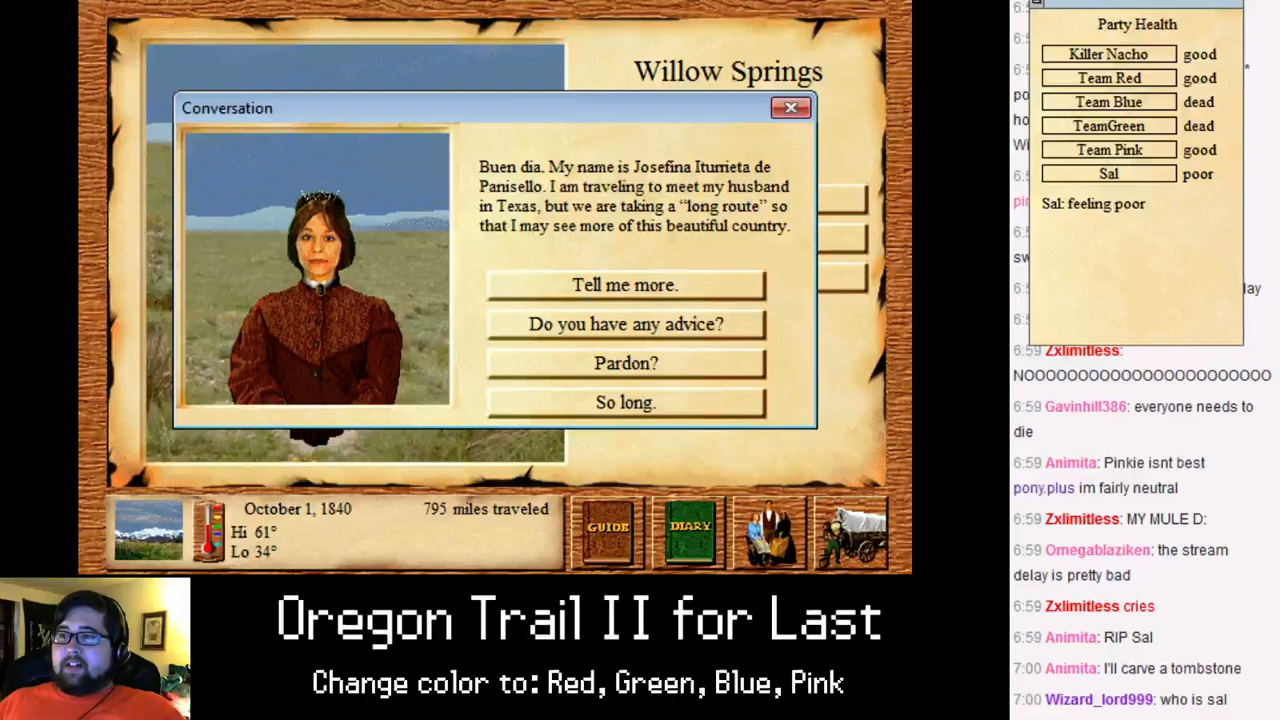 Willow Springs
Conversation
Buen dia. My name is Josefina Iturrieta de
Panisello. I am traveling to meet my husband
in Texas, but we are taking a “long route” so
that I may see more of this beautiful country.
Tell me more.
Do you have any advice?
Pardon?
So long.
October 1, 1840
795 miles traveled
Hi 61°
Lo 34°
GUIDE
DIARY
Oregon Trail II for Last
Change color to: Red, Green, Blue, Pink
Party Health
Killer Nacho good
Team Red good
Team Blue dead
TeamGreen dead
Team Pink good
Sal poor
Sal: feeling poor
Zxlimitless:
NOOOOOOOOOOOOOOOOOOOOOOO
6:59 Gavinhill386: everyone needs to
die
6:59 Animita: Pinkie isnt best
pony.plus im fairly neutral
6:59 Zxlimitless: MY MULE D:
6:59 Omegablaziken: the stream
delay is pretty bad
6:59 Zxlimitless cries
6:59 Animita: RIP Sal
7:00 Animita: I'll carve a tombstone
7:00 Wizard_lord999: who is sal